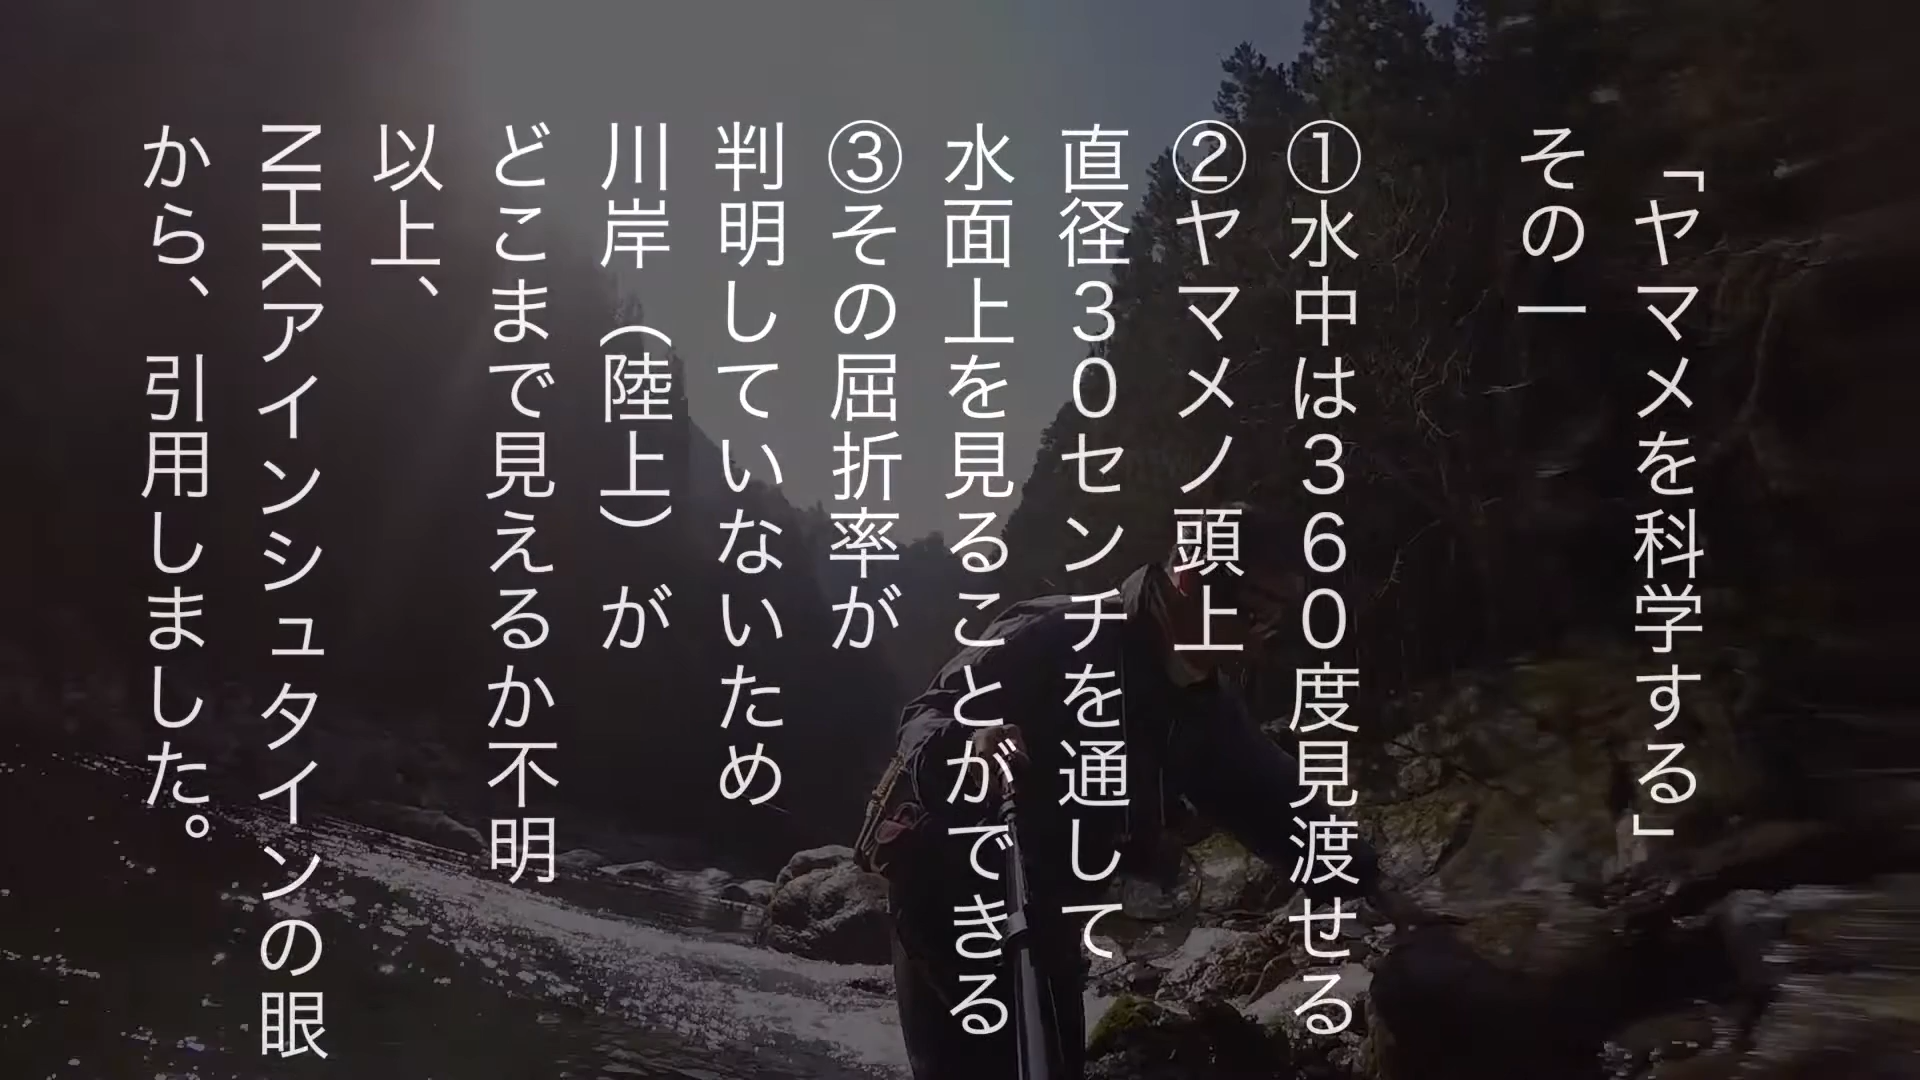 「ヤマメを科学する」
その一
①水中は３６０度見渡せる
②ヤマメノ頭上
直径３０センチを通して
水面上を見ることができる
③その屈折率が
判明していないため
川岸（陸上）が
どこまで見えるか不明
以上、
NHKアインシュタインの眼
から、引用しました。